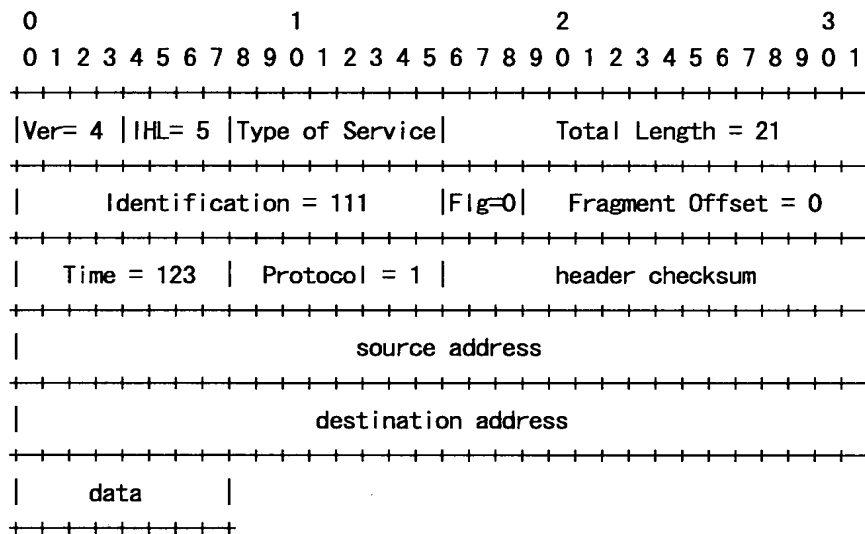 0 1 2 3
0 1 2 3 4 5 6 7 8 9 0 1 2 3 4 5 6 7 8 9 0 1 2 3 4 5 6 7 8 9 0 1
|Ver= 4 |IHL= 5 |Type of Service| Total Length = 21
| Identification = 111 |Flg=0| Fragment Offset = 0
| Time = 123 | Protocol = 1 | header checksum
| source address
| destination address
| data |